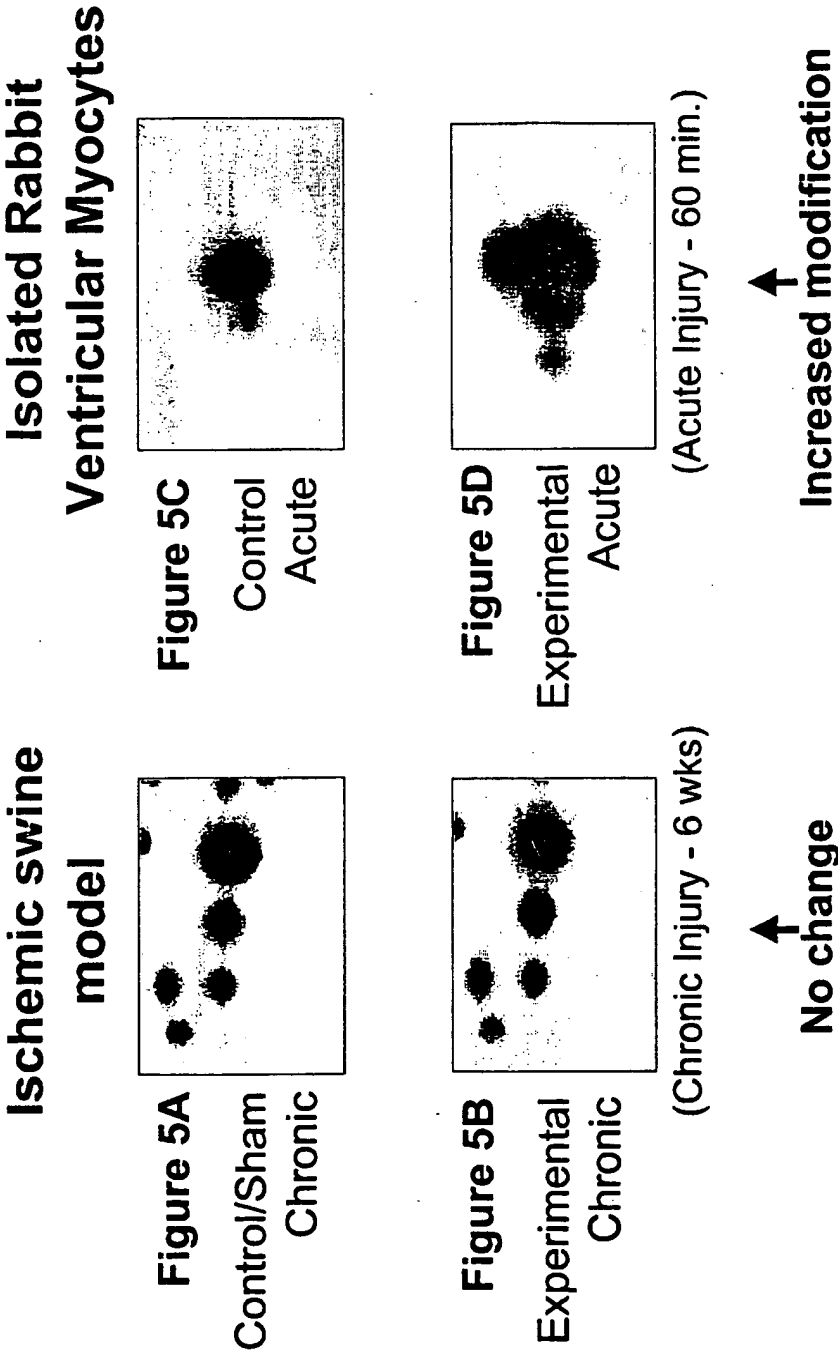 Ischemic swine
model
Figure 5A
Control/Sham
Chronic
Figure 5B
Experimental
Chronic
(Chronic Injury - 6 wks)
No change
Isolated Rabbit
Ventricular Myocytes
Figure 5C
Control
Acute
Figure 5D
Experimental
Acute
(Acute Injury - 60 min.)
Increased modification